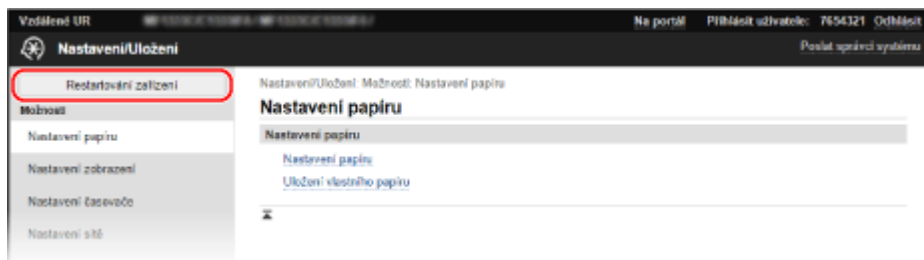 Vzdálené UR
Na portál Přihlásit uživatele: 7654321 Odhlásit
Nastavení/Uložení
Poslat správci systému
Restartování zařízení
Nastavení/Uložení: Možnosti: Nastavení papíru
Možnosti
Nastavení papíru
Nastavení papíru
Nastavení papíru
Nastavení papíru
Nastavení zobrazení
Uložení vlastního papíru
Nastavení časovače
Nastavení sítě